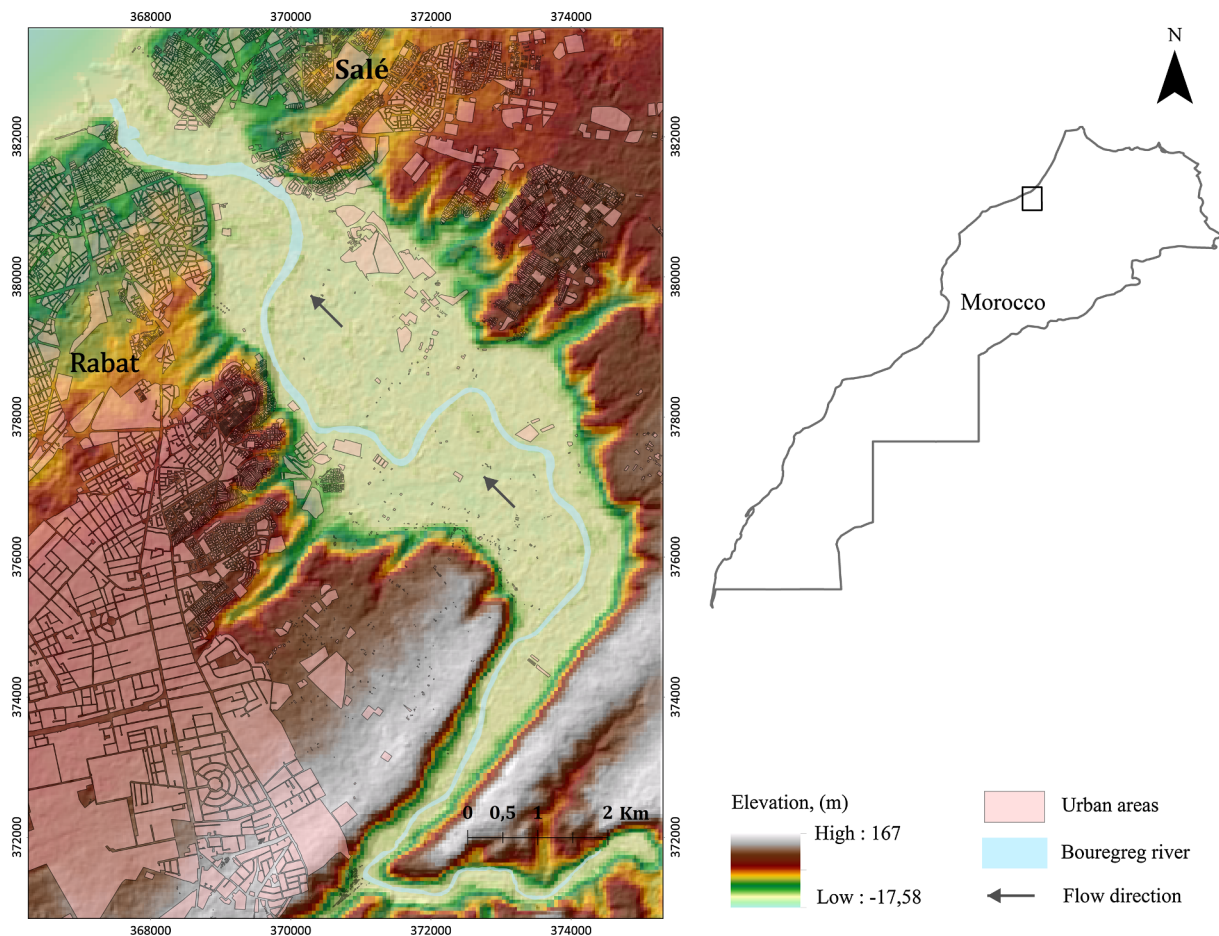 368000 370000 372000 374000
Salé
Rabat
382000
380000
378000
376000
374000
372000
382000
380000
378000
376000
374000
372000
0 0,5 1 2 Km
368000 370000 372000 374000
N
Morocco
Elevation, (m)
High : 167
Low : -17,58
Urban areas
Bouregreg river
Flow direction